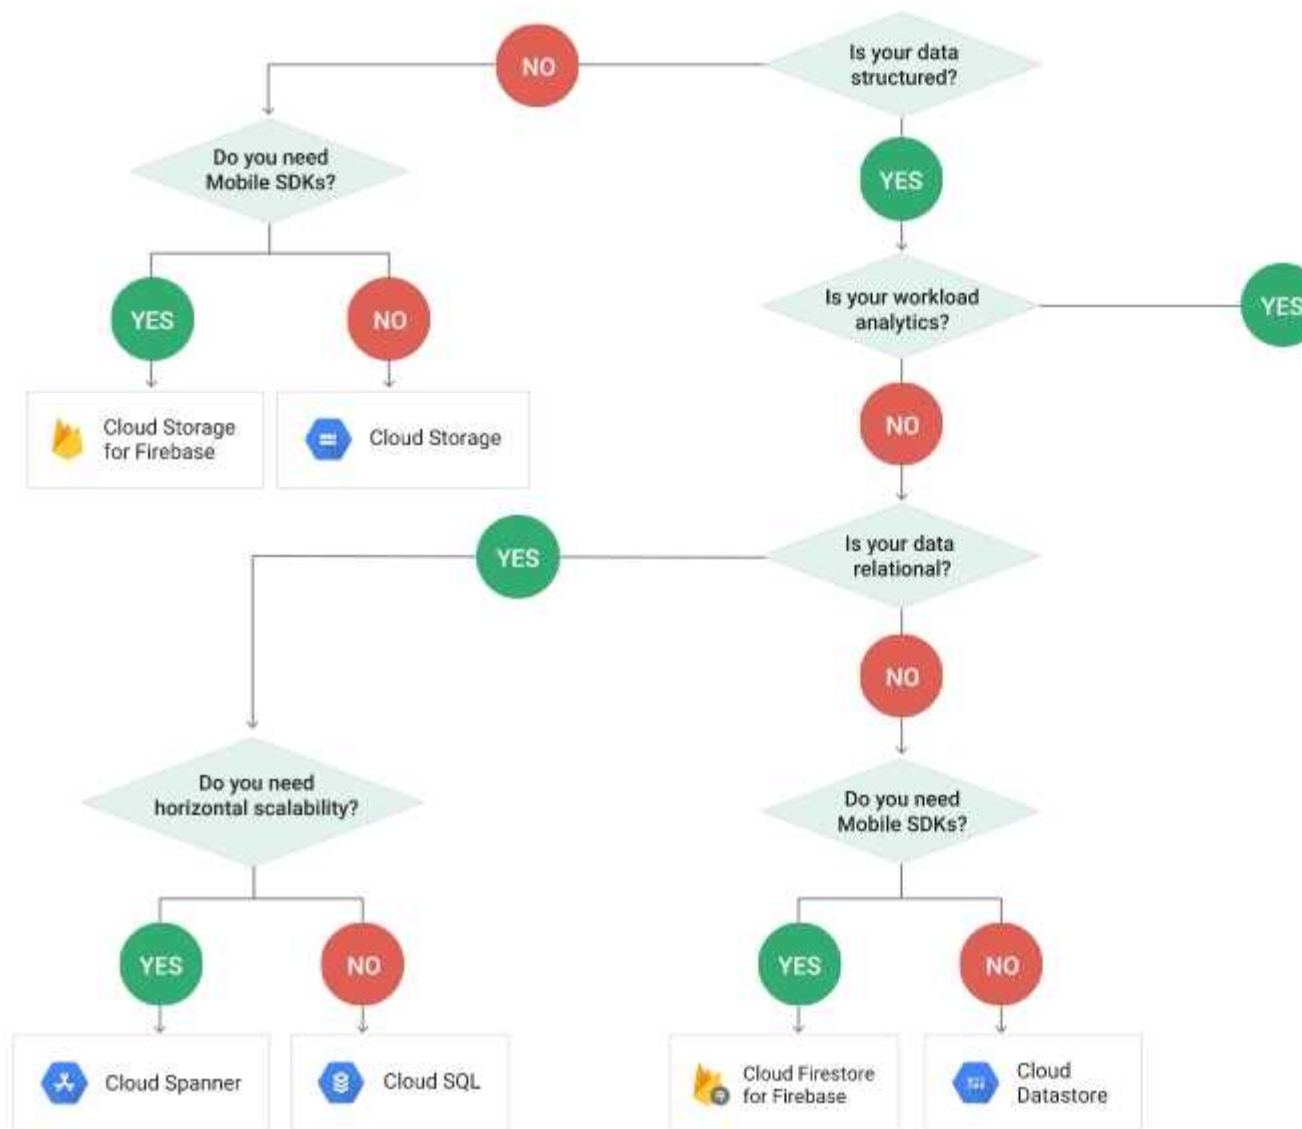 Is your data
structured?
NO
Do you need
Mobile SDKs?
YES
YES
NO
Is your workload
analytics?
YES
Cloud Storage
for Firebase
Cloud Storage
NO
Is your data
relational?
YES
NO
Do you need
horizontal scalability?
Do you need
Mobile SDKs?
YES
NO
YES
NO
Cloud Spanner
Cloud SQL
Cloud Firestore
for Firebase
Cloud
Datastore